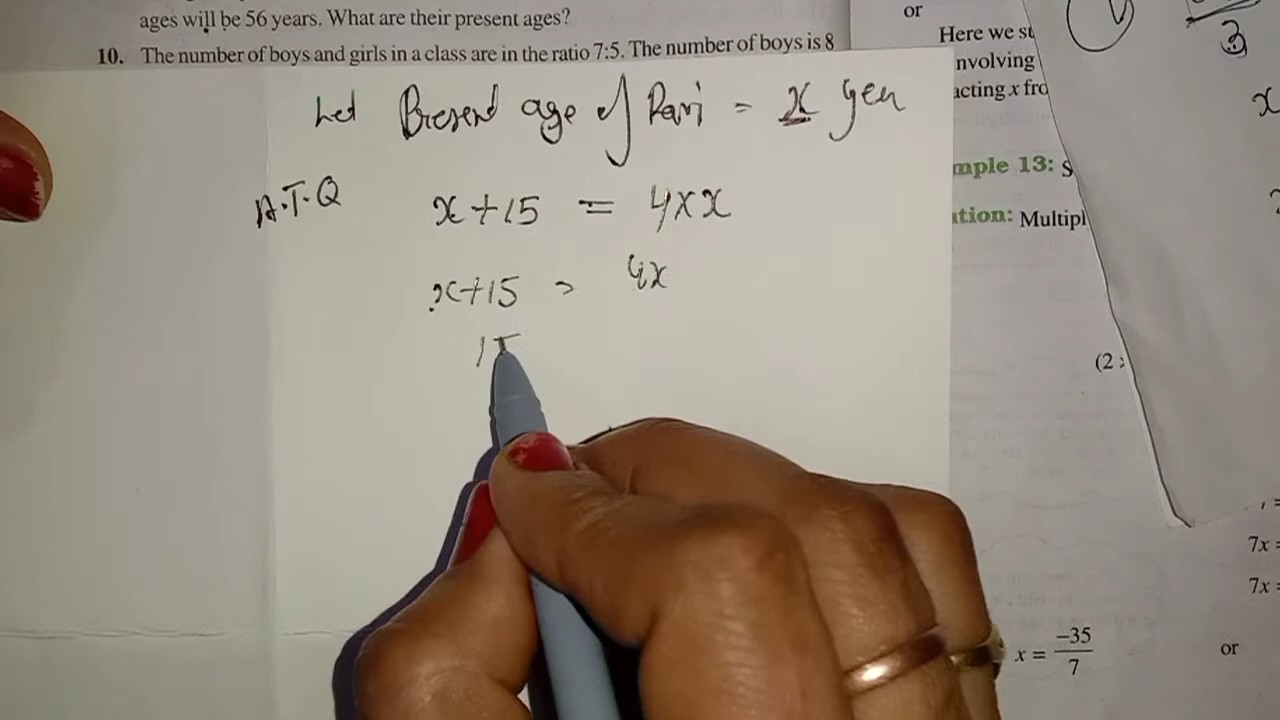 ages will be 56 years. What are their present ages?
10. The number of boys and girls in a class are in the ratio 7:5. The number of boys is 8
Let Present age of Ravi = x year
A.T.Q x+15 = 4×x
x+15 = 4x
15
or
Here we st
nvolving
acting x fro
mple 13: S
tion: Multipl
(2
x = -35/7
or
3
x
7x =
7x =